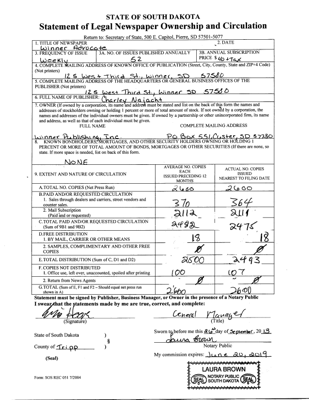 STATE OF SOUTH DAKOTA
Statement of Legal Newspaper Ownership and Circulation
Return to: Secretary of State, 500 E. Capitol, Pierre, SD 57501-5077
1. TITLE OF NEWSPAPER
2. DATE
Winner Advocate
3. FREQUENCY OF ISSUE
3A. NO. OF ISSUES PUBLISHED ANNUALLY
3B. ANNUAL SUBSCRIPTION
PRICE $ 40 + Tax
Weekly
52
4. COMPLETE MAILING ADDRESS OF KNOWN OFFICE OF PUBLICATION (Street, City, County, State and ZIP+4 Code)
(Not printers)
125 West Third St., Winner, SD 57580
5. COMPLETE MAILING ADDRESS OF THE HEADQUARTERS OR GENERAL BUSINESS OFFICES OF THE
PUBLISHER (Not printer)
125 West Third St, Winner SD 57580
6. FULL NAME OF PUBLISHER:
Charley Najacht
7. OWNER (If owned by a corporation, its name and address must be stated and list on the back of this form the names and
addresses of stockholders owning or holding 1 percent or more of total amount of stock. If not owned by a corporation, the
names and addresses of the individual owners must be given. If owned by a partnership or other unincorporated firm, its name
and address, as well as that of each individual must be given.
FULL NAME
COMPLETE MAILING ADDRESS
Winner Publishing, Inc
PO Box 551, Custer, SD 57730
8. KNOWN BONDHOLDERS, MORTGAGES, AND OTHER SECURITY HOLDERS OWNING OR HOLDING 1
PERCENT OR MORE OF TOTAL AMOUNT OF BONDS, MORTGAGES OR OTHER SECURITIES (If there are none, so
state. If more space is needed, list on back of this form.
NONE
9. EXTENT AND NATURE OF CIRCULATION
AVERAGE NO. COPIES
EACH
ISSUED PRECEDING 12
MONTHS
ACTUAL NO. COPIES
ISSUED
NEAREST TO FILING DATE
A. TOTAL NO. COPIES (Net Press Run)
2600
2600
B. PAID AND/OR REQUESTED CIRCULATION
1. Sales through dealers and carriers, street vendors and
counter sales.
370
364
2. Mail Subscription
(Paid and/or requested)
2112
2111
C. TOTAL PAID AND/OR REQUESTED CIRCULATION
(Sum of 9B1 and 9B2)
2482
2475
D. FREE DISTRIBUTION
1. BY MAIL, CARRIER OR OTHER MEANS
18
18
2. SAMPLES, COMPLIMENTARY AND OTHER FREE
COPIES
E. TOTAL DISTRIBUTION (Sum of C, D1 and D2)
2500
2493
F. COPIES NOT DISTRIBUTED
1. Office use, left over, unaccounted, spoiled after printing
100
107
2. Return from News Agents
G. TOTAL (Sum of E, F1 and F2 – Should equal net press run
shown in A)
2600
2600
Statement must be signed by Publisher, Business Manager, or Owner in the presence of a Notary Public
I swear that the statements made by me are true, correct, and complete:
General Manager
(Signature)
(Title)
State of South Dakota )
§
County of Tripp )
Sworn to before me this day of September, 20
Laura Brown
Notary Public
(Seal)
My commission expires: June 20, 2019
LAURA BROWN
NOTARY PUBLIC
SOUTH DAKOTA